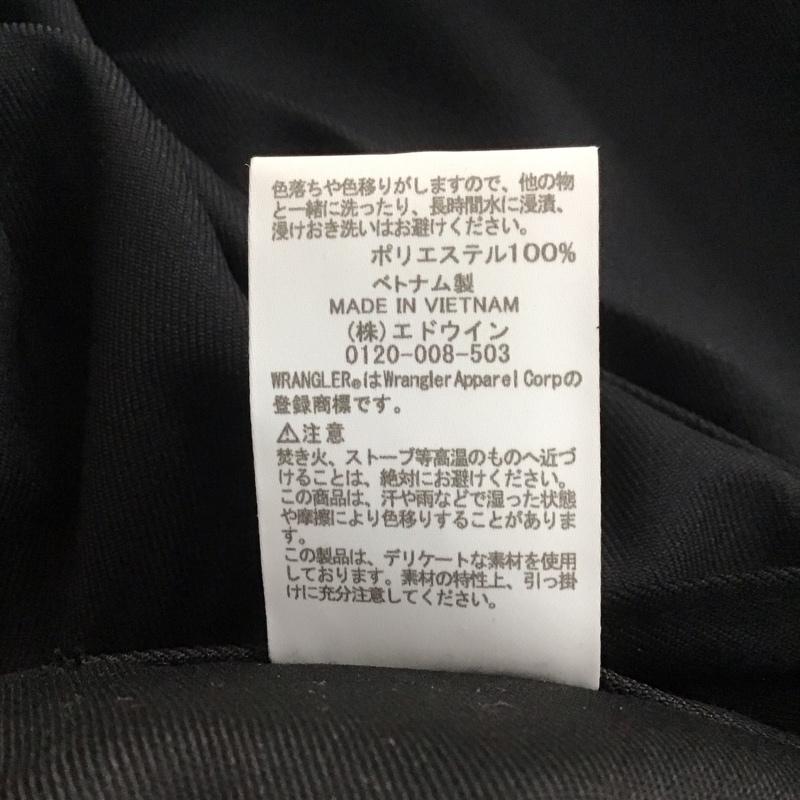 色落ちや色移りがしますので、他の物
と一緒に洗ったり、長時間水に浸漬、
浸けおき洗いはお避けください。
ポリエステル100%
ベトナム製
MADE IN VIETNAM
(株)エドウイン
0120-008-503
WRANGLER®はWrangler Apparel Corpの
登録商標です。
⚠注意
焚き火、ストーブ等高温のものへ近づ
けることは、絶対にお避けください。
この商品は、汗や雨などで湿った状態
や摩擦により色移りすることがありま
す。
この製品は、デリケートな素材を使用
しております。素材の特性上、引っ掛
けに充分注意してください。